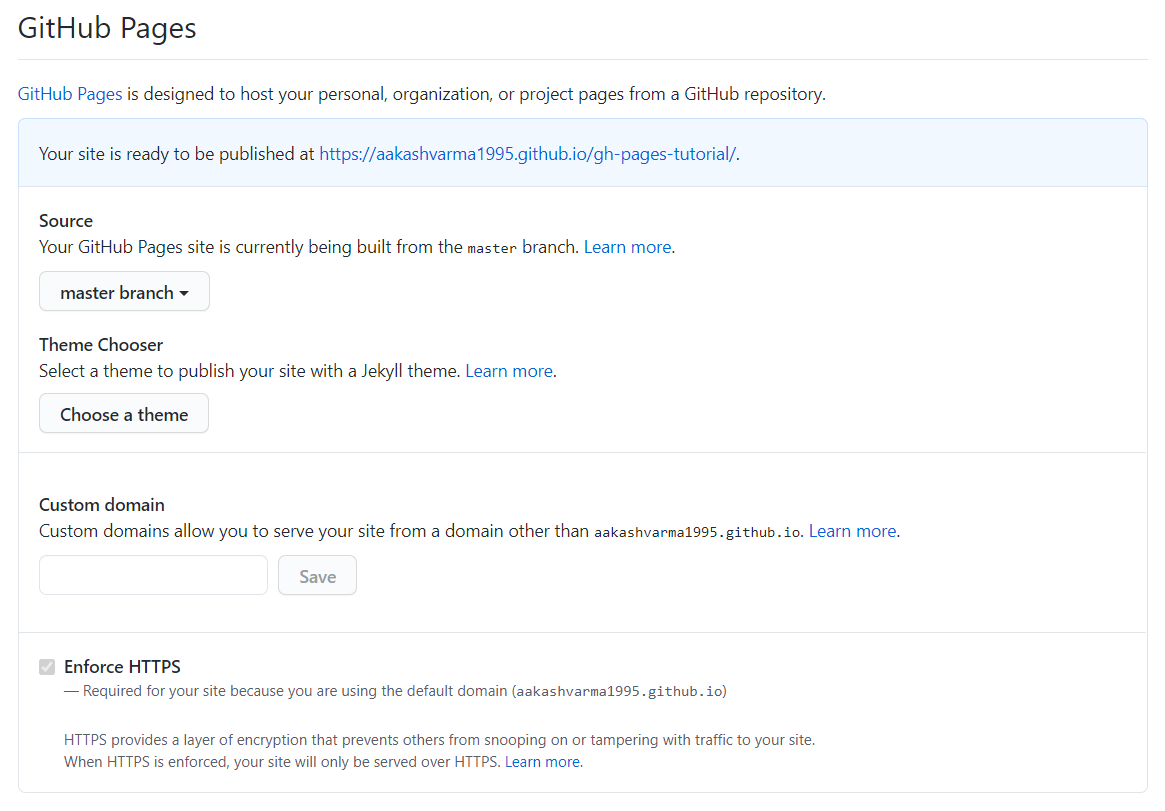 GitHub Pages
GitHub Pages is designed to host your personal, organization, or project pages from a GitHub repository.
Your site is ready to be published at https://aakashvarma1995.github.io/gh-pages-tutorial/.
Source
Your GitHub Pages site is currently being built from the master branch. Learn more.
master branch
Theme Chooser
Select a theme to publish your site with a Jekyll theme. Learn more.
Choose a theme
Custom domain
Custom domains allow you to serve your site from a domain other than aakashvarma1995.github.io. Learn more.
Save
Enforce HTTPS
— Required for your site because you are using the default domain (aakashvarma1995.github.io)
HTTPS provides a layer of encryption that prevents others from snooping on or tampering with traffic to your site.
When HTTPS is enforced, your site will only be served over HTTPS. Learn more.